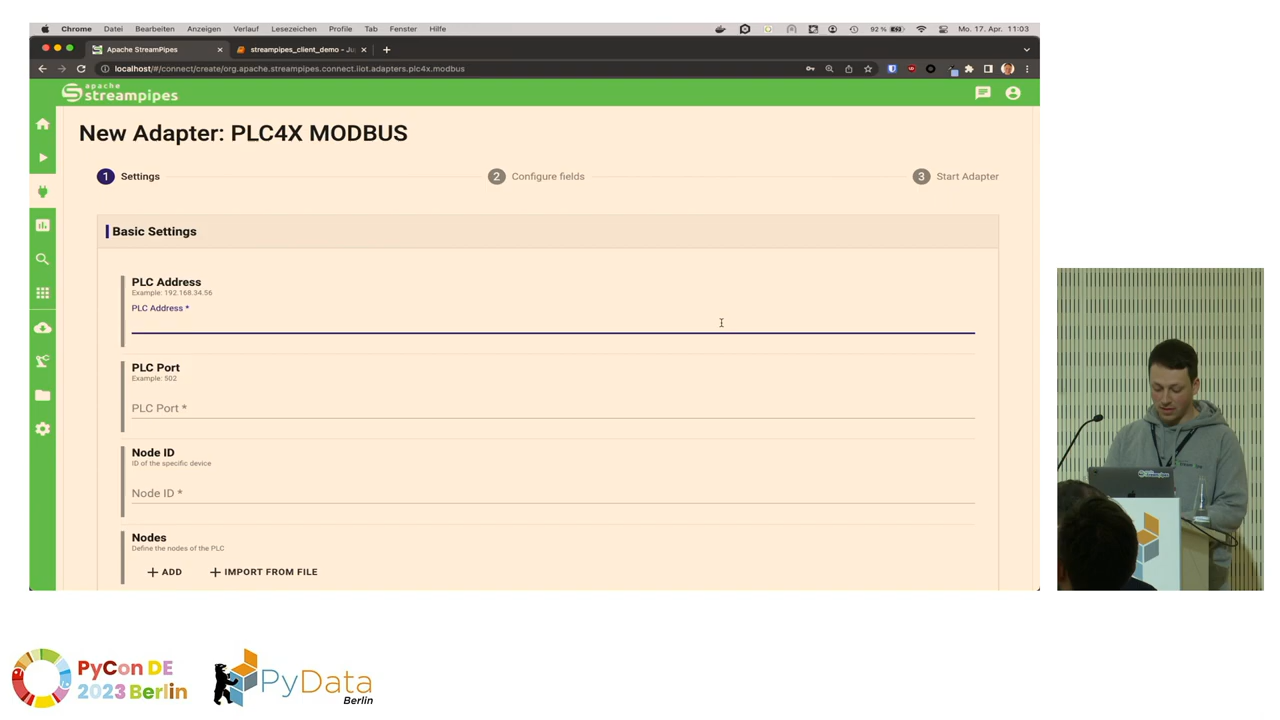 Chrome Datei Bearbeiten Anzeigen Verlauf Lesezeichen Profile Tab Fenster Hilfe 92 % Mo. 17. Apr. 11:03
Apache StreamPipes streampipes_client_demo - Ju
localhost/#/connect/create/org.apache.streampipes.connect.iiot.adapters.plc4x.modbus
apache
streampipes
New Adapter: PLC4X MODBUS
1 Settings 2 Configure fields 3 Start Adapter
Basic Settings
PLC Address
Example: 192.168.34.56
PLC Address *
PLC Port
Example: 502
PLC Port *
Node ID
ID of the specific device
Node ID *
Nodes
Define the nodes of the PLC
+ ADD + IMPORT FROM FILE
PyCon DE
2023 Berlin
PyData
Berlin